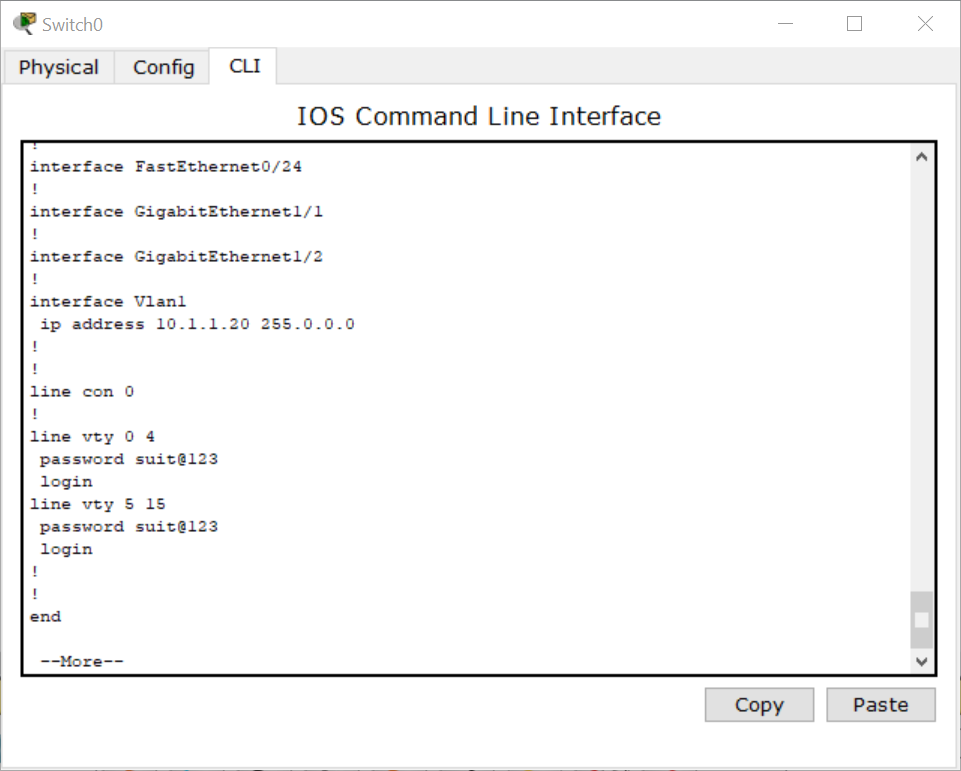 Switch0
Physical
Config
CLI
IOS Command Line Interface
!
interface FastEthernet0/24
!
interface GigabitEthernet1/1
!
interface GigabitEthernet1/2
!
interface Vlan1
 ip address 10.1.1.20 255.0.0.0
!
!
line con 0
!
line vty 0 4
 password suit@123
 login
line vty 5 15
 password suit@123
 login
!
!
end
 --More--
Copy
Paste